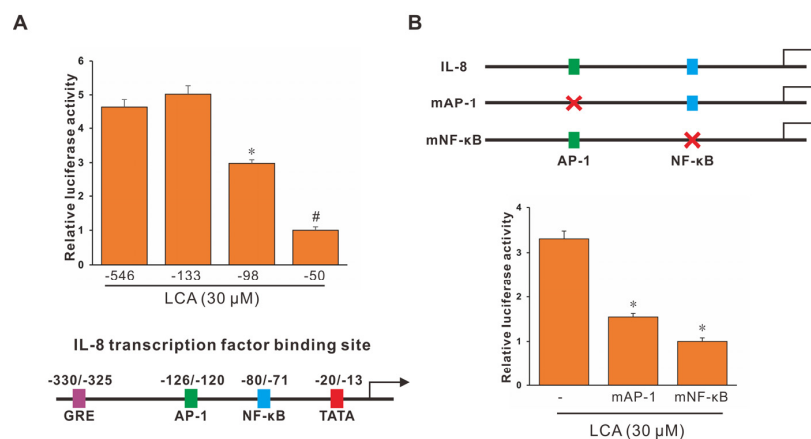 A
Relative luciferase activity
6
5
4
3
2
1
0
*
#
-546 -133 -98 -50
LCA (30 μM)
IL-8 transcription factor binding site
-330/-325 -126/-120 -80/-71 -20/-13
GRE AP-1 NF-κB TATA
B
IL-8
mAP-1
mNF-κB
AP-1 NF-κB
Relative luciferase activity
4
3
2
1
0
* *
- mAP-1 mNF-κB
LCA (30 μM)